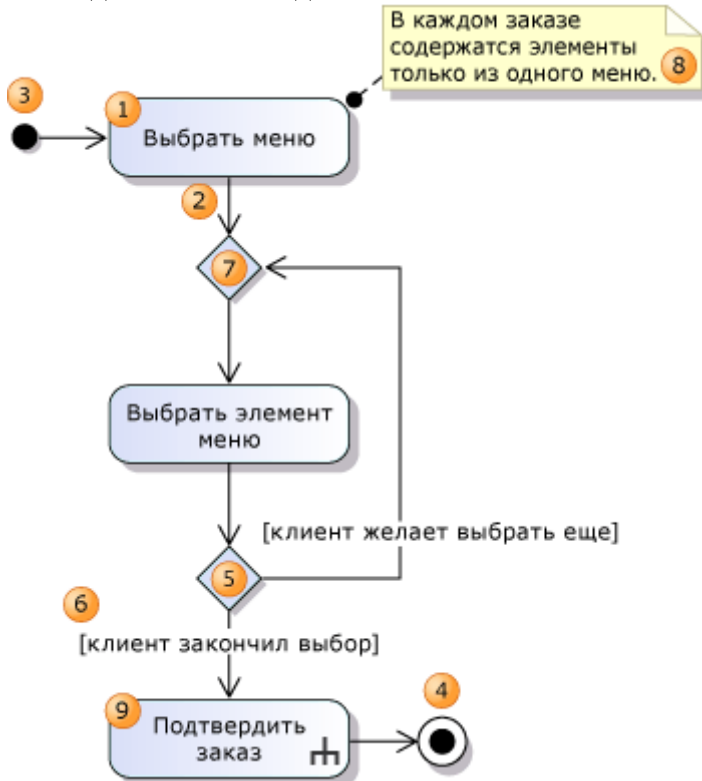 В каждом заказе
содержатся элементы
только из одного меню. 8
3
1
Выбрать меню
2
7
Выбрать элемент
меню
[клиент желает выбрать еще]
5
6
[клиент закончил выбор]
9
4
Подтвердить
заказ